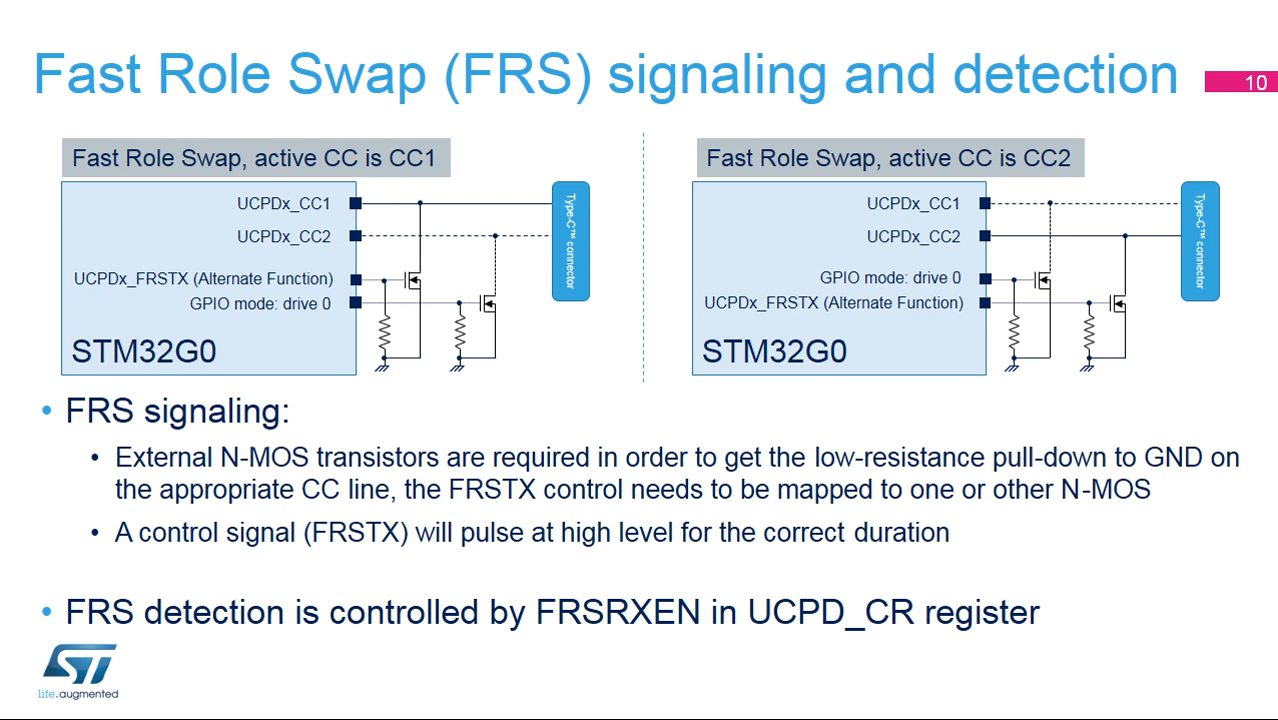 Fast Role Swap (FRS) signaling and detection
10
Fast Role Swap, active CC is CC1
UCPDx_CC1
UCPDx_CC2
UCPDx_FRSTX (Alternate Function)
GPIO mode: drive 0
STM32G0
Type-C™ connector
Fast Role Swap, active CC is CC2
UCPDx_CC1
UCPDx_CC2
GPIO mode: drive 0
UCPDx_FRSTX (Alternate Function)
STM32G0
Type-C™ connector
• FRS signaling:
• External N-MOS transistors are required in order to get the low-resistance pull-down to GND on
the appropriate CC line, the FRSTX control needs to be mapped to one or other N-MOS
• A control signal (FRSTX) will pulse at high level for the correct duration
• FRS detection is controlled by FRSRXEN in UCPD_CR register
ST
life.augmented